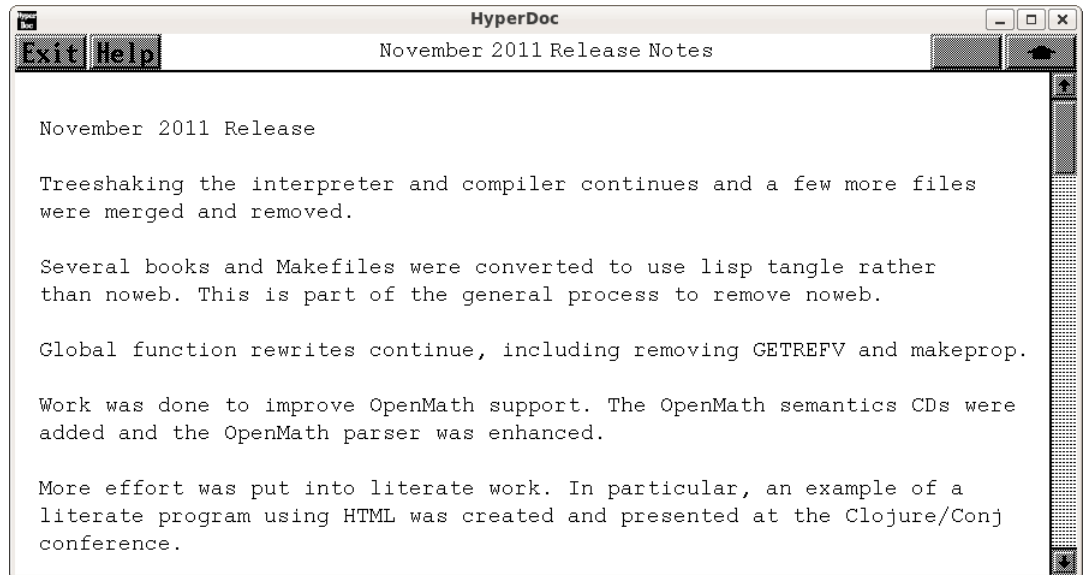 Hyper Doc
HyperDoc
Exit Help
November 2011 Release Notes
November 2011 Release
Treeshaking the interpreter and compiler continues and a few more files
were merged and removed.
Several books and Makefiles were converted to use lisp tangle rather
than noweb. This is part of the general process to remove noweb.
Global function rewrites continue, including removing GETREFV and makeprop.
Work was done to improve OpenMath support. The OpenMath semantics CDs were
added and the OpenMath parser was enhanced.
More effort was put into literate work. In particular, an example of a
literate program using HTML was created and presented at the Clojure/Conj
conference.